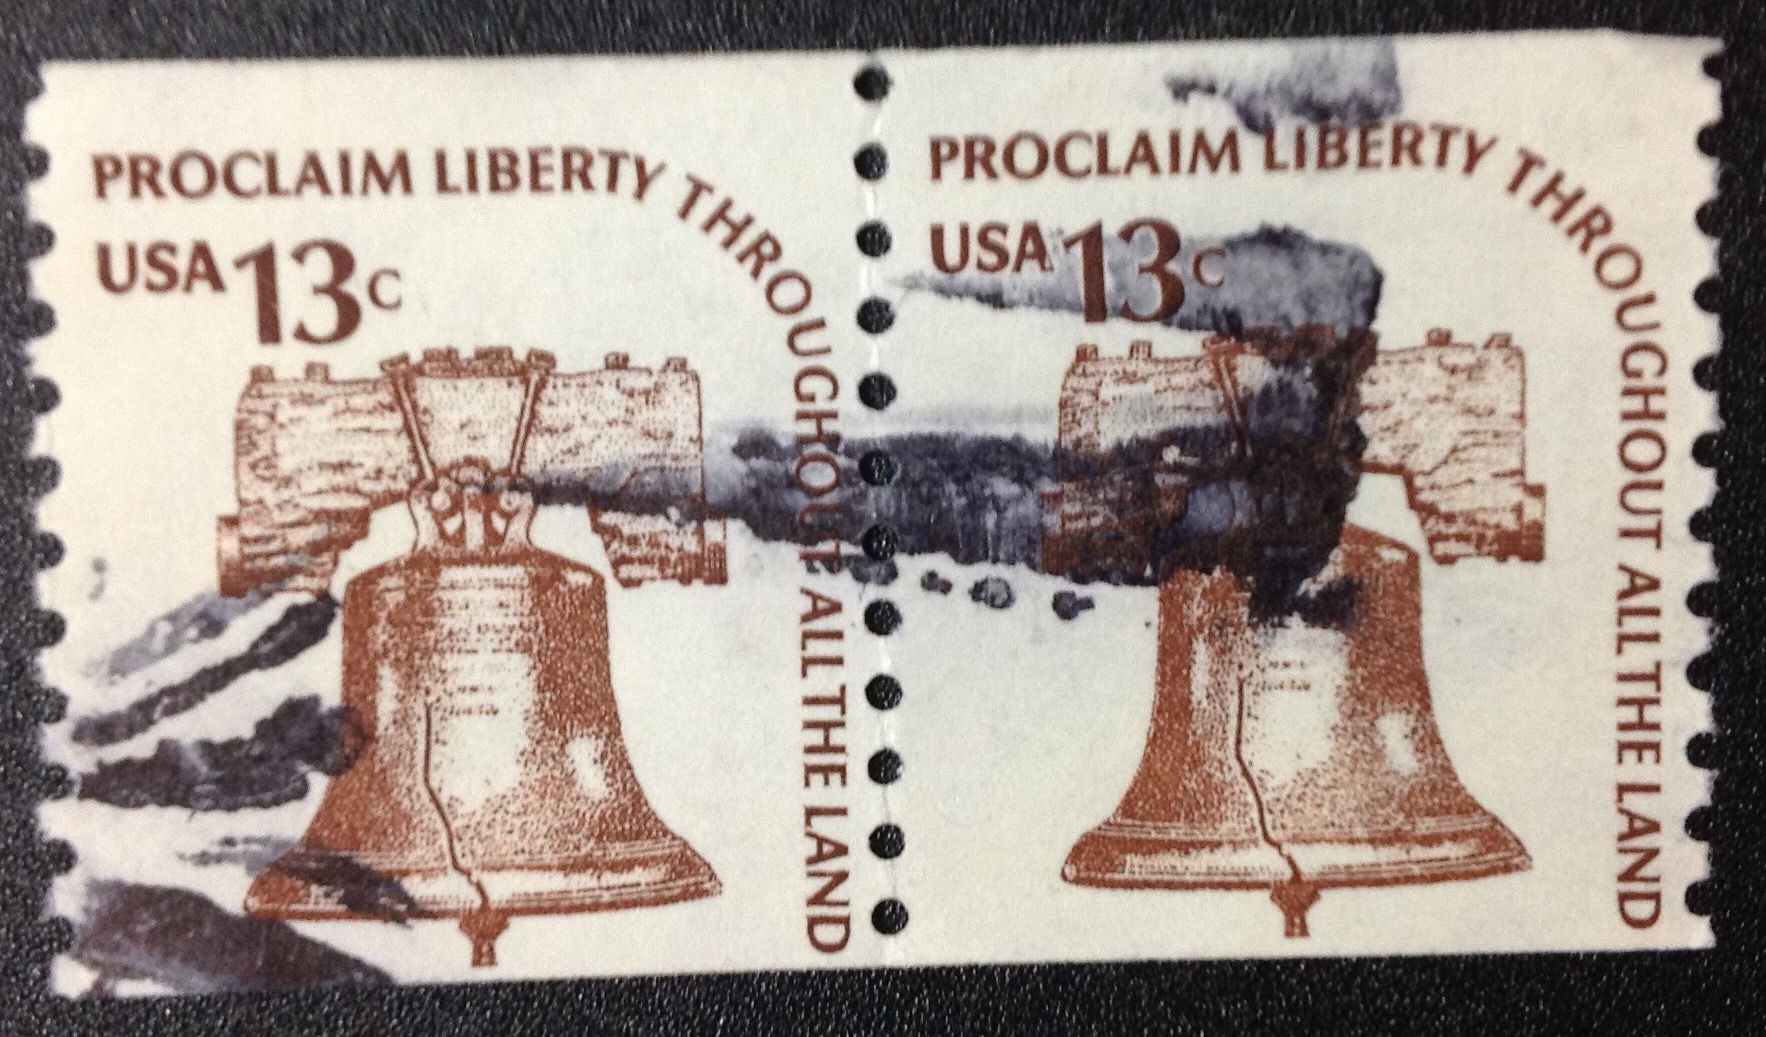 PROCLAIM LIBERTY THROUGHOUT ALL THE LAND
USA 13c
PROCLAIM LIBERTY THROUGHOUT ALL THE LAND
USA 13c